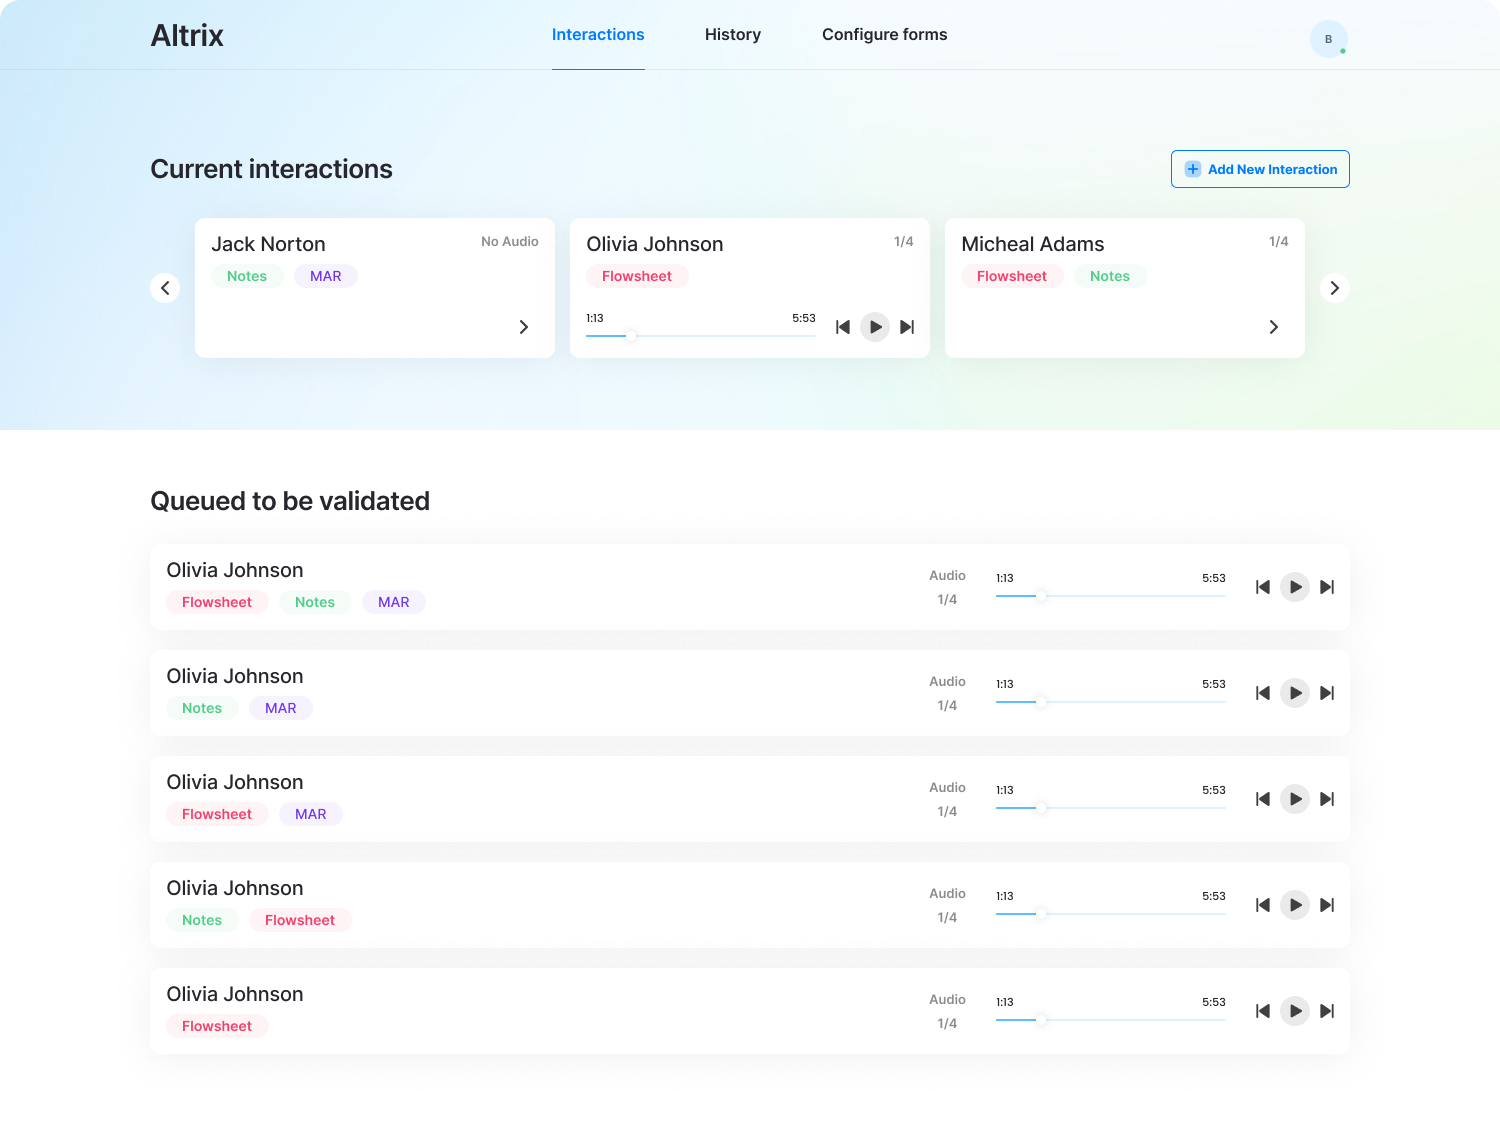 Altrix
Interactions
History
Configure forms
B
Current interactions
Add New Interaction
Jack Norton
No Audio
Notes
MAR
Olivia Johnson
1/4
Flowsheet
1:13
5:53
Micheal Adams
1/4
Flowsheet
Notes
Queued to be validated
Olivia Johnson
Flowsheet
Notes
MAR
Audio
1/4
1:13
5:53
Olivia Johnson
Notes
MAR
Audio
1/4
1:13
5:53
Olivia Johnson
Flowsheet
MAR
Audio
1/4
1:13
5:53
Olivia Johnson
Notes
Flowsheet
Audio
1/4
1:13
5:53
Olivia Johnson
Flowsheet
Audio
1/4
1:13
5:53